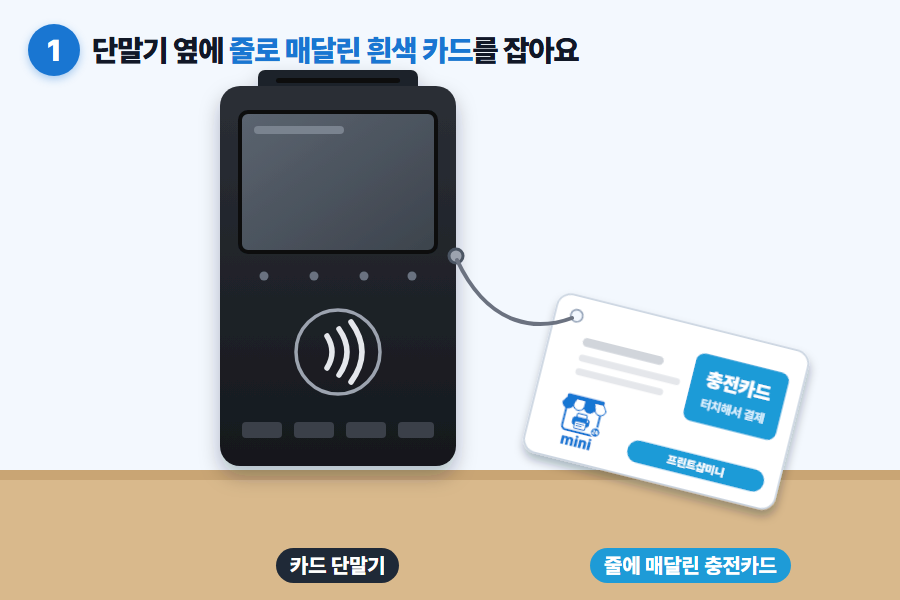 1 단말기 옆에 줄로 매달린 흰색 카드를 잡아요
충전카드
터치해서 결제
mini
프린트샵미니
카드 단말기
줄에 매달린 충전카드